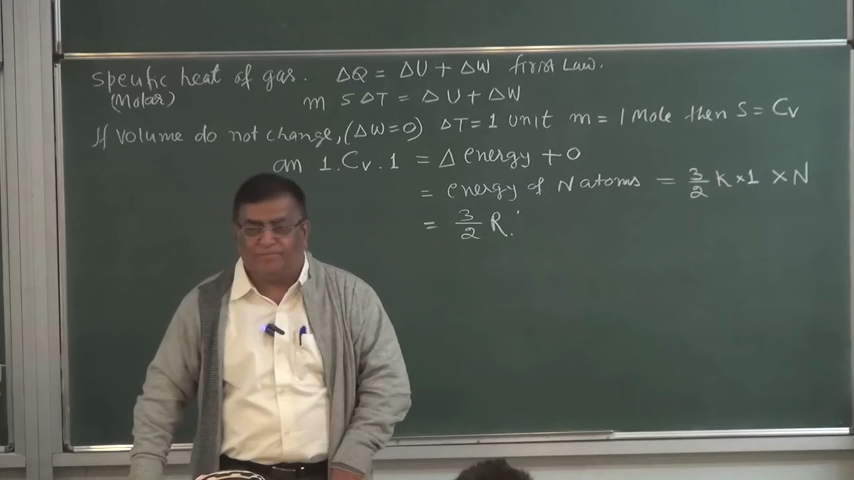 Specific heat of gas. ΔQ = ΔU + ΔW first Law.
(Molar) m S ΔT = ΔU + ΔW
If volume do not change, (ΔW=0) ΔT=1 unit m = 1 Mole then S = Cv
an 1. Cv. 1 = Δ energy + 0
= energy of N atoms = 3/2 K × 1 × N
= 3/2 R.